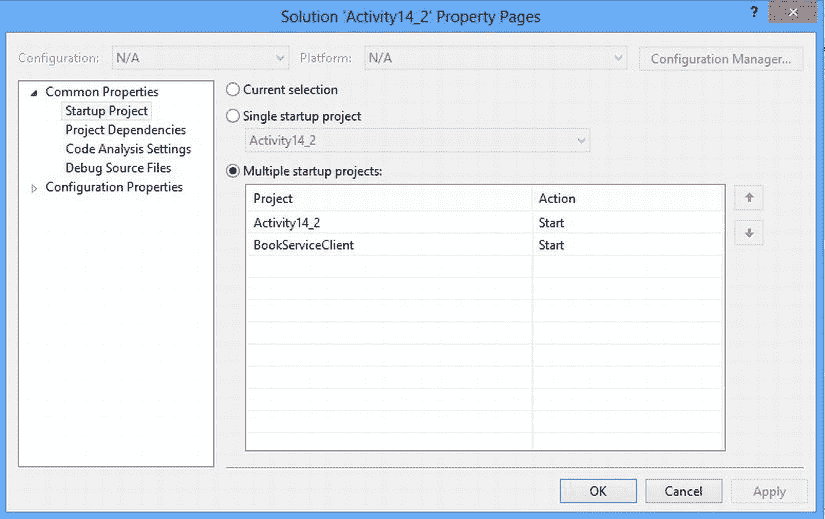 Solution 'Activity14_2' Property Pages
?
Configuration: N/A Platform: N/A Configuration Manager...
Common Properties
Startup Project
Project Dependencies
Code Analysis Settings
Debug Source Files
Configuration Properties
Current selection
Single startup project
Activity14_2
Multiple startup projects:
Project Action
Activity14_2 Start
BookServiceClient Start
OK Cancel Apply